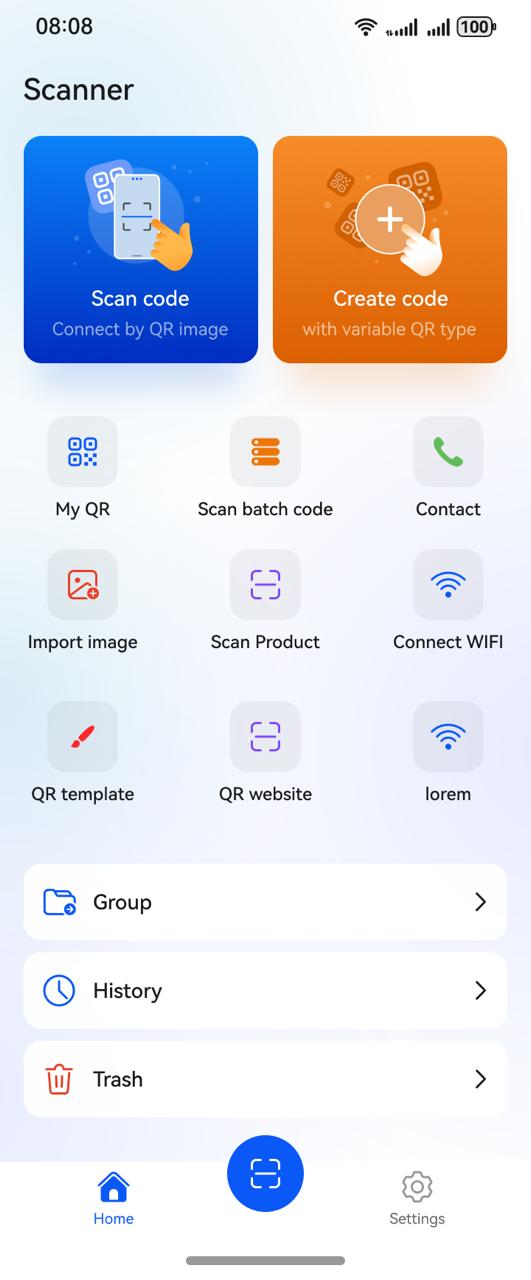 08:08
100
Scanner
Scan code
Connect by QR image
Create code
with variable QR type
My QR
Scan batch code
Contact
Import image
Scan Product
Connect WIFI
QR template
QR website
lorem
Group
History
Trash
Home
Settings